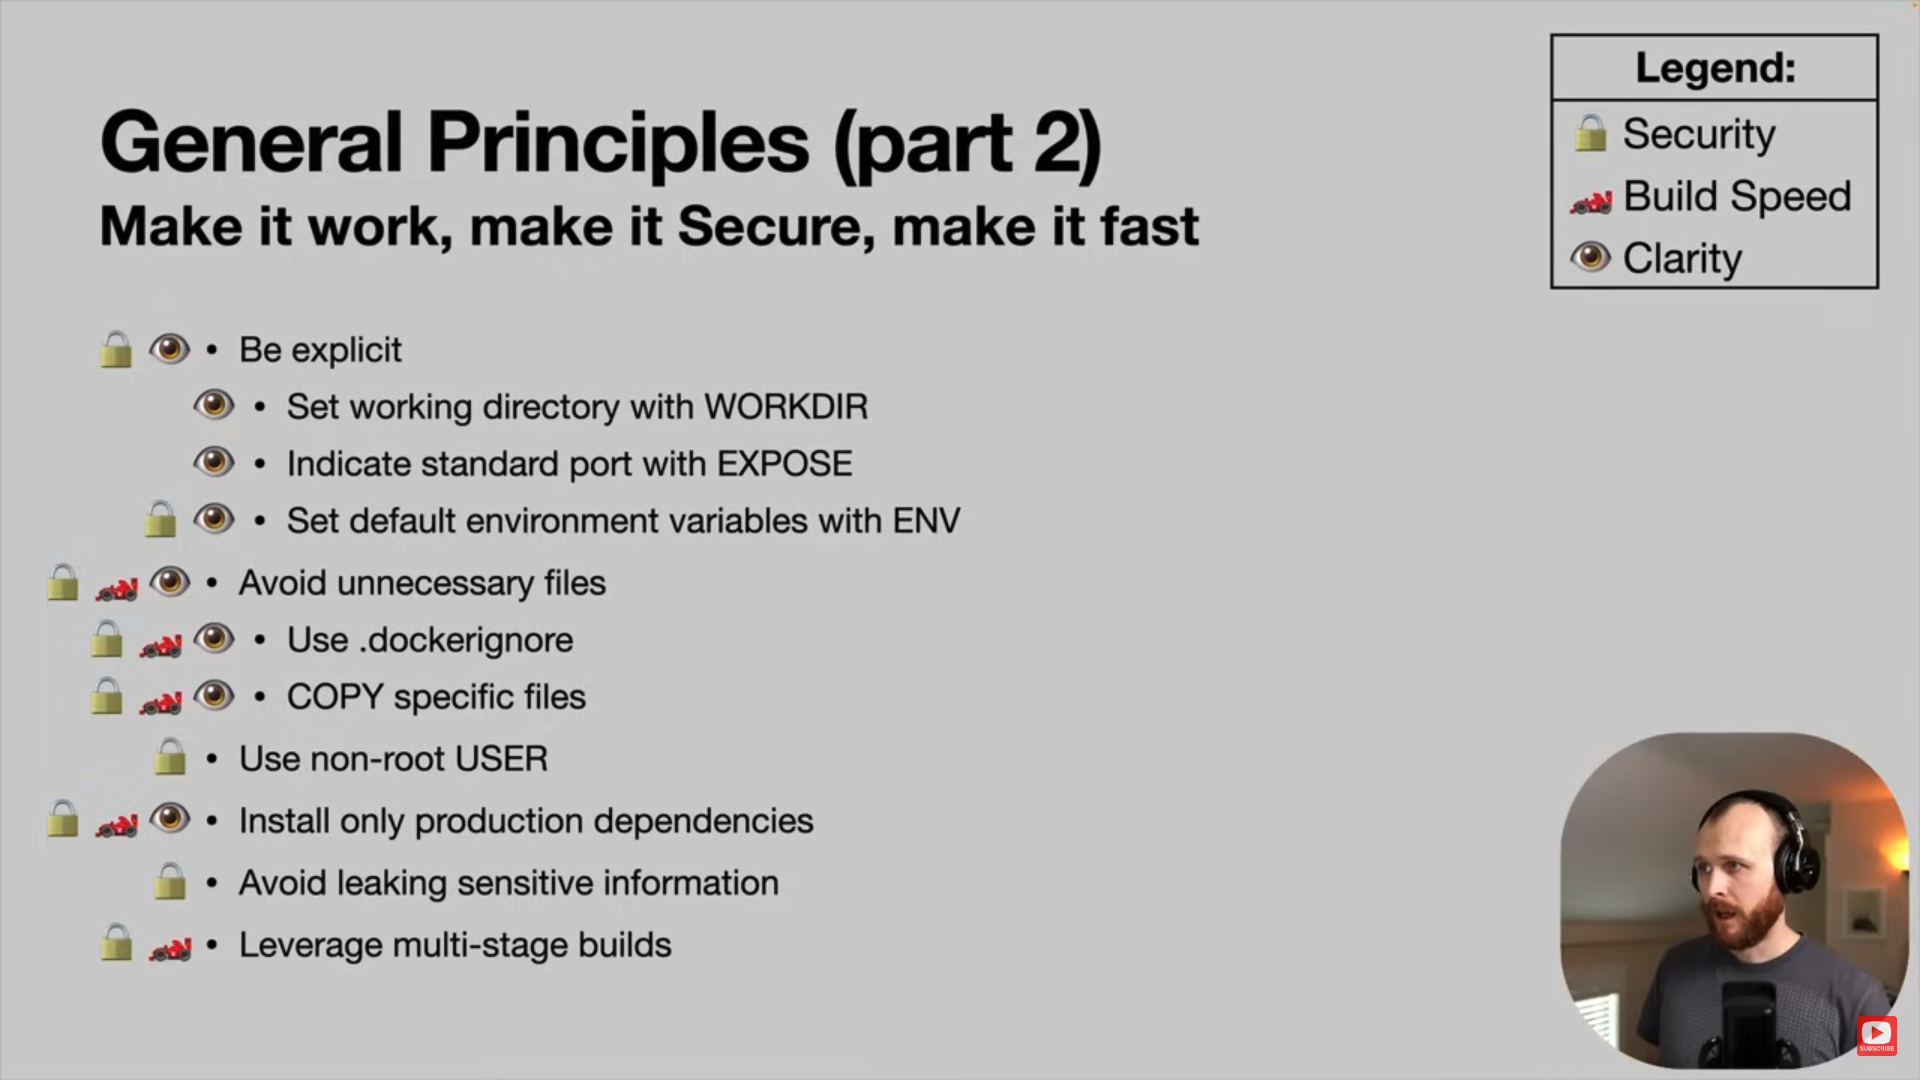 General Principles (part 2)
Make it work, make it Secure, make it fast
Legend:
Security
Build Speed
Clarity
• Be explicit
• Set working directory with WORKDIR
• Indicate standard port with EXPOSE
• Set default environment variables with ENV
• Avoid unnecessary files
• Use .dockerignore
• COPY specific files
• Use non-root USER
• Install only production dependencies
• Avoid leaking sensitive information
• Leverage multi-stage builds
SUBSCRIBE